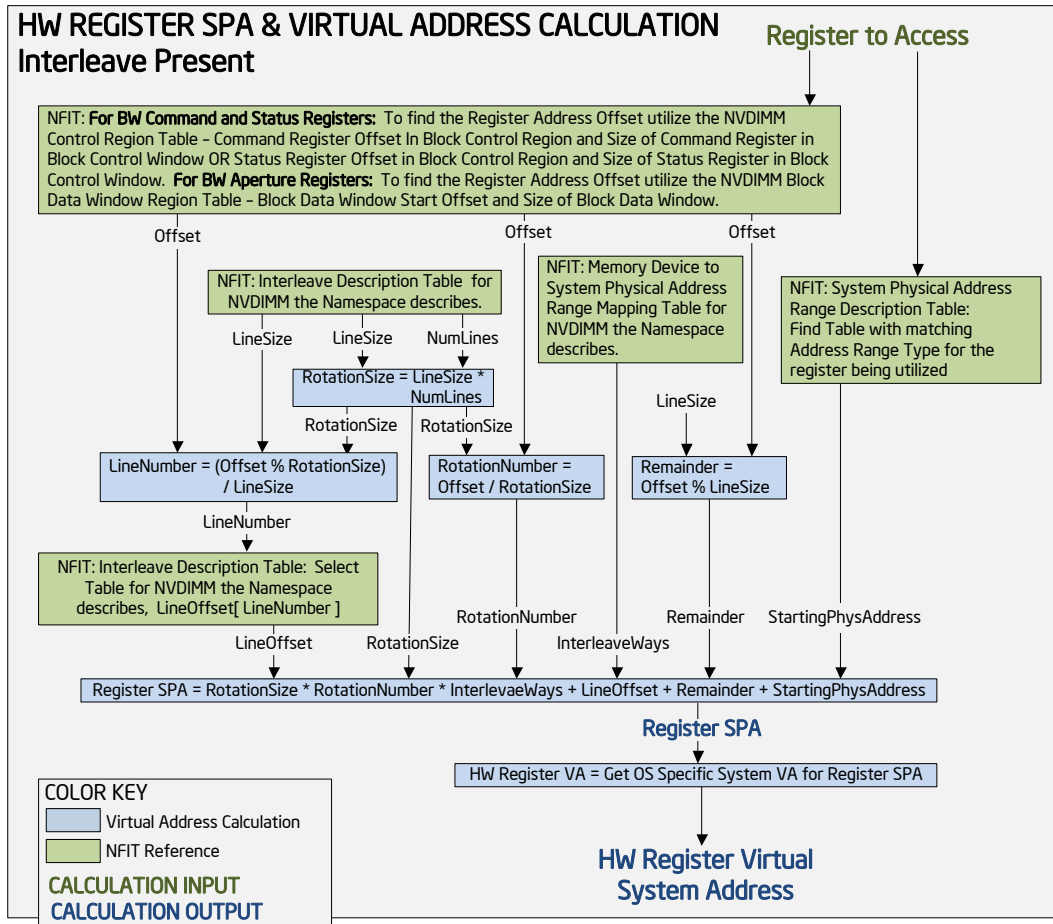 HW REGISTER SPA & VIRTUAL ADDRESS CALCULATION
Interleave Present
Register to Access
NFIT: For BW Command and Status Registers: To find the Register Address Offset utilize the NVDIMM
Control Region Table – Command Register Offset In Block Control Region and Size of Command Register in
Block Control Window OR Status Register Offset in Block Control Region and Size of Status Register in Block
Control Window. For BW Aperture Registers: To find the Register Address Offset utilize the NVDIMM Block
Data Window Region Table – Block Data Window Start Offset and Size of Block Data Window.
Offset
Offset
Offset
NFIT: Interleave Description Table for
NVDIMM the Namespace describes.
NFIT: Memory Device to
System Physical Address
Range Mapping Table for
NVDIMM the Namespace
describes.
NFIT: System Physical Address
Range Description Table:
Find Table with matching
Address Range Type for the
register being utilized
LineSize
LineSize
NumLines
RotationSize = LineSize *
NumLines
LineSize
RotationSize
RotationSize
LineNumber = (Offset % RotationSize)
/ LineSize
RotationNumber =
Offset / RotationSize
Remainder =
Offset % LineSize
LineNumber
NFIT: Interleave Description Table: Select
Table for NVDIMM the Namespace
describes, LineOffset[ LineNumber ]
LineOffset
RotationSize
RotationNumber
InterleaveWays
Remainder
StartingPhysAddress
Register SPA = RotationSize * RotationNumber * InterlevaeWays + LineOffset + Remainder + StartingPhysAddress
Register SPA
HW Register VA = Get OS Specific System VA for Register SPA
HW Register Virtual
System Address
COLOR KEY
Virtual Address Calculation
NFIT Reference
CALCULATION INPUT
CALCULATION OUTPUT